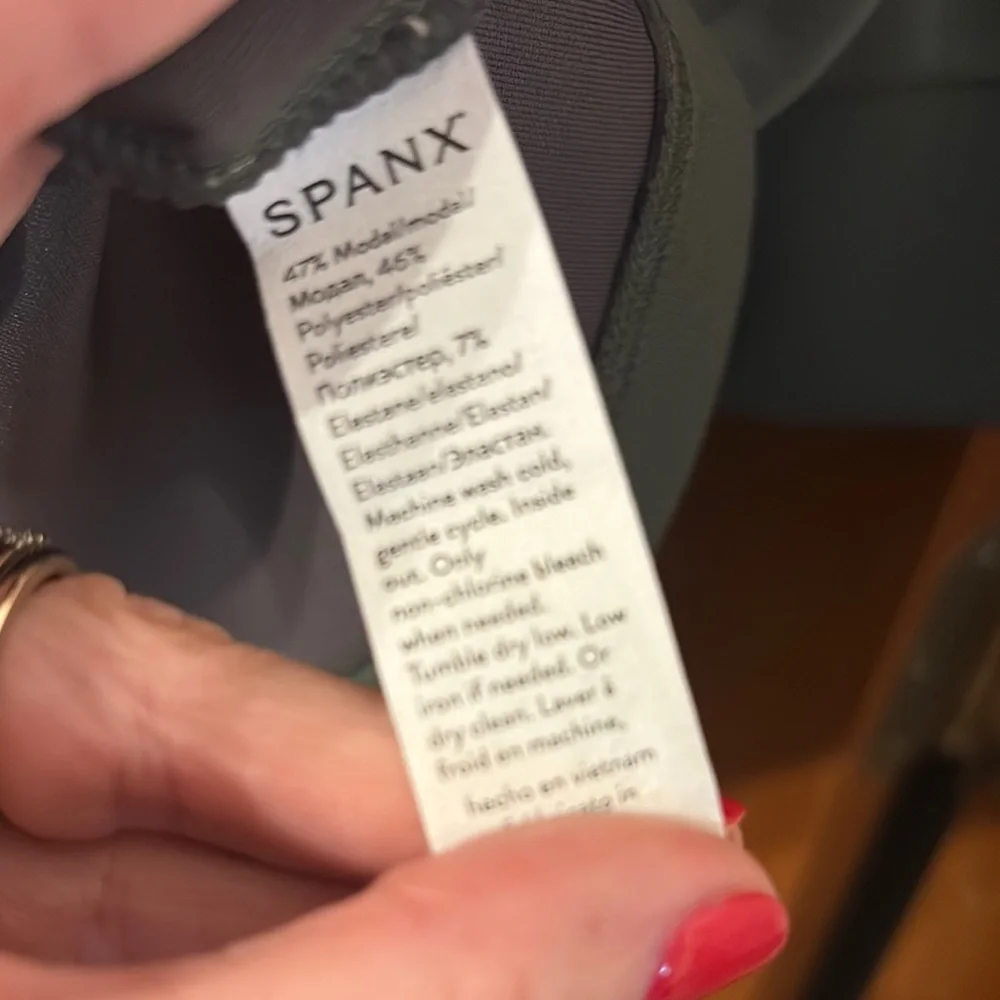 SPANX™
47% Modal/modal/
Модал, 46%
Polyester/poliéster/
Poliestere/
Полиэстер, 7%
Elastane/elastano/
Elasthanne/Elastan/
Elastaan/Эластан.
Machine wash cold,
gentle cycle. Inside
out. Only
non-chlorine bleach
when needed.
Tumble dry low. Low
iron if needed. Or
dry clean. Laver à
froid en machine,
hecho en vietnam